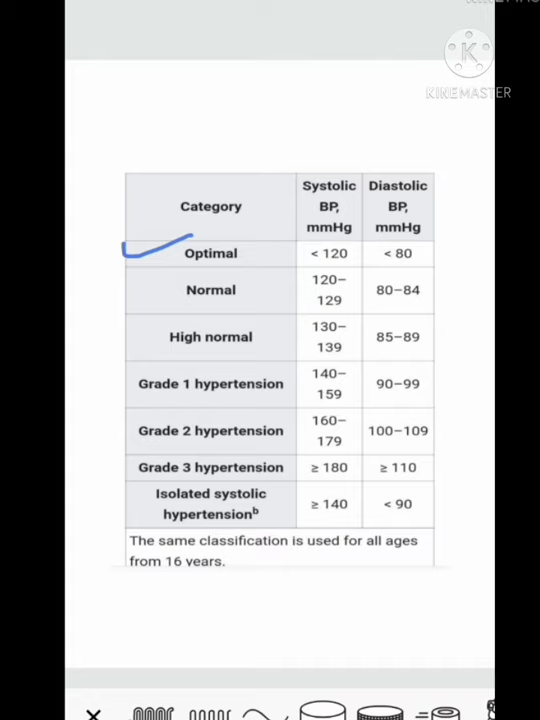 KINEMASTER
Category
Systolic BP, mmHg
Diastolic BP, mmHg
Optimal < 120 < 80
Normal 120–129 80–84
High normal 130–139 85–89
Grade 1 hypertension 140–159 90–99
Grade 2 hypertension 160–179 100–109
Grade 3 hypertension ≥ 180 ≥ 110
Isolated systolic hypertensionᵇ ≥ 140 < 90
The same classification is used for all ages
from 16 years.